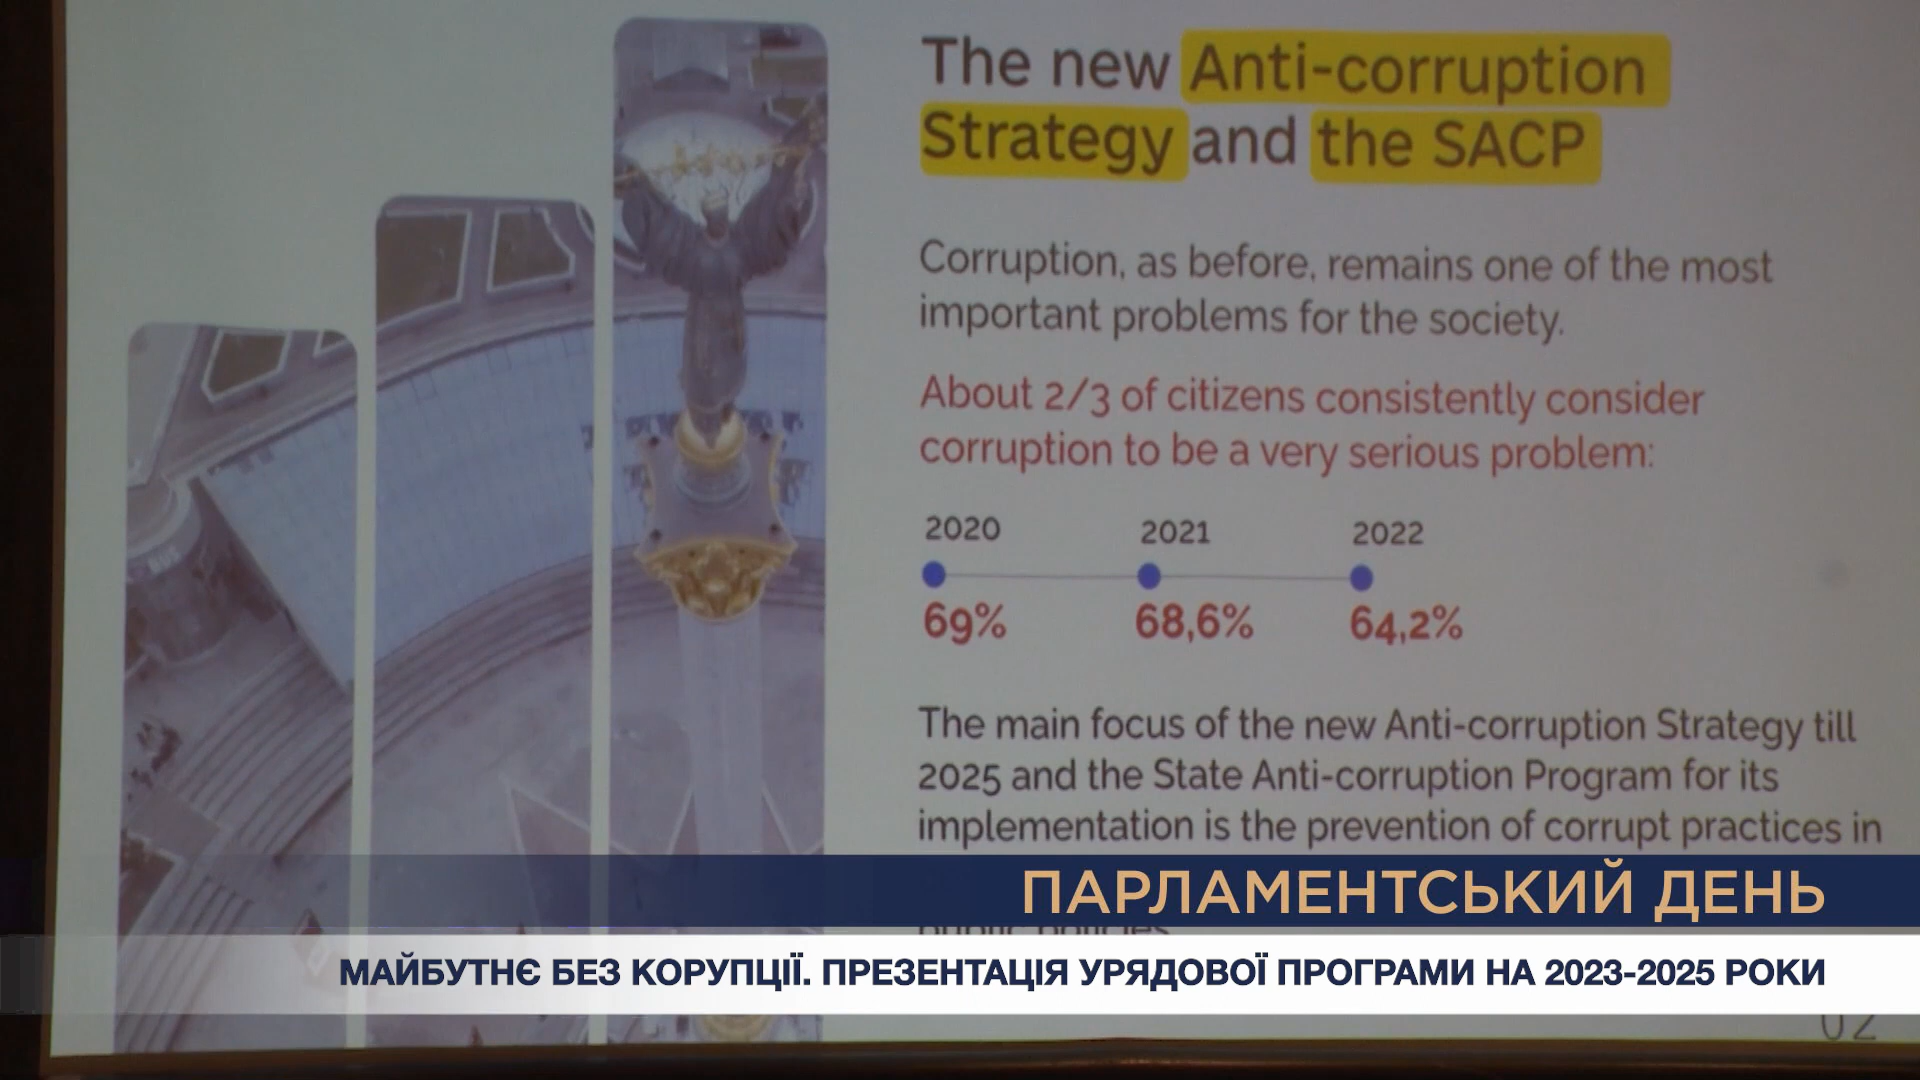 The new Anti-corruption
Strategy and the SACP
Corruption, as before, remains one of the most
important problems for the society.
About 2/3 of citizens consistently consider
corruption to be a very serious problem:
2020 2021 2022
69% 68,6% 64,2%
The main focus of the new Anti-corruption Strategy till
2025 and the State Anti-corruption Program for its
implementation is the prevention of corrupt practices in
ПАРЛАМЕНТСЬКИЙ ДЕНЬ
public policies
МАЙБУТНЄ БЕЗ КОРУПЦІЇ. ПРЕЗЕНТАЦІЯ УРЯДОВОЇ ПРОГРАМИ НА 2023-2025 РОКИ
02